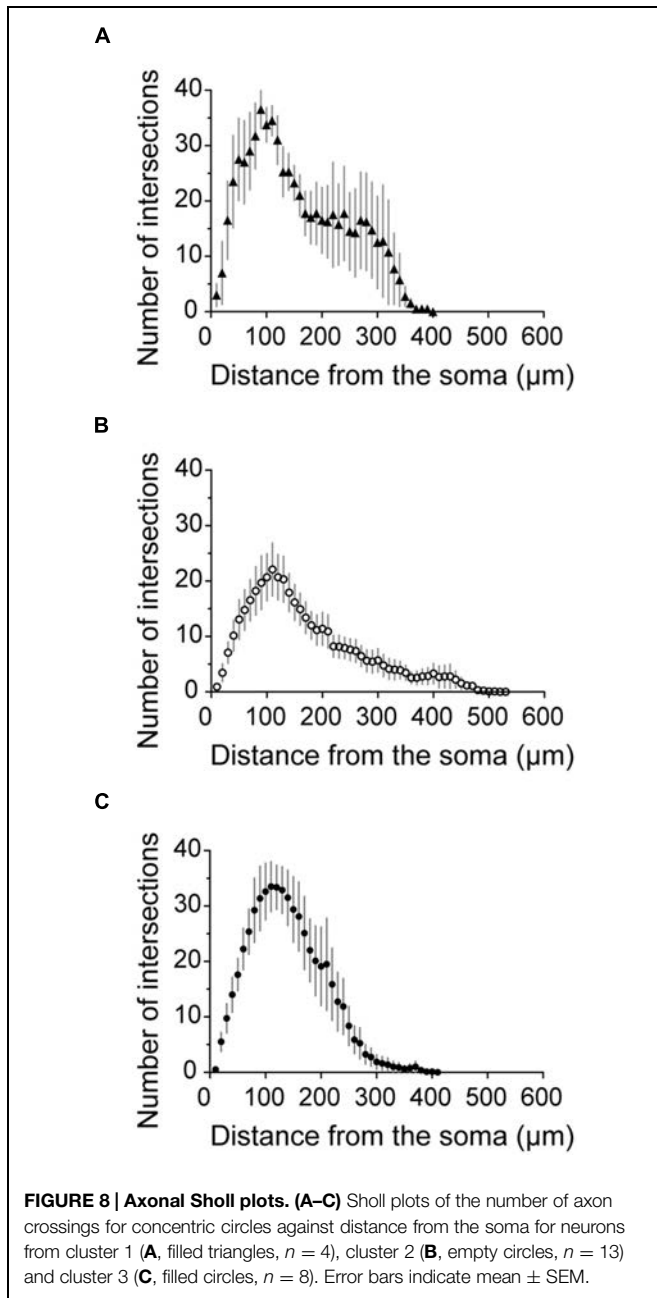 A
40
30
20
10
0
Number of intersections
0 100 200 300 400 500 600
Distance from the soma (µm)
B
40
30
20
10
0
Number of intersections
0 100 200 300 400 500 600
Distance from the soma (µm)
C
40
30
20
10
0
Number of intersections
0 100 200 300 400 500 600
Distance from the soma (µm)
FIGURE 8 | Axonal Sholl plots. (A–C) Sholl plots of the number of axon
crossings for concentric circles against distance from the soma for neurons
from cluster 1 (A, filled triangles, n = 4), cluster 2 (B, empty circles, n = 13)
and cluster 3 (C, filled circles, n = 8). Error bars indicate mean ± SEM.